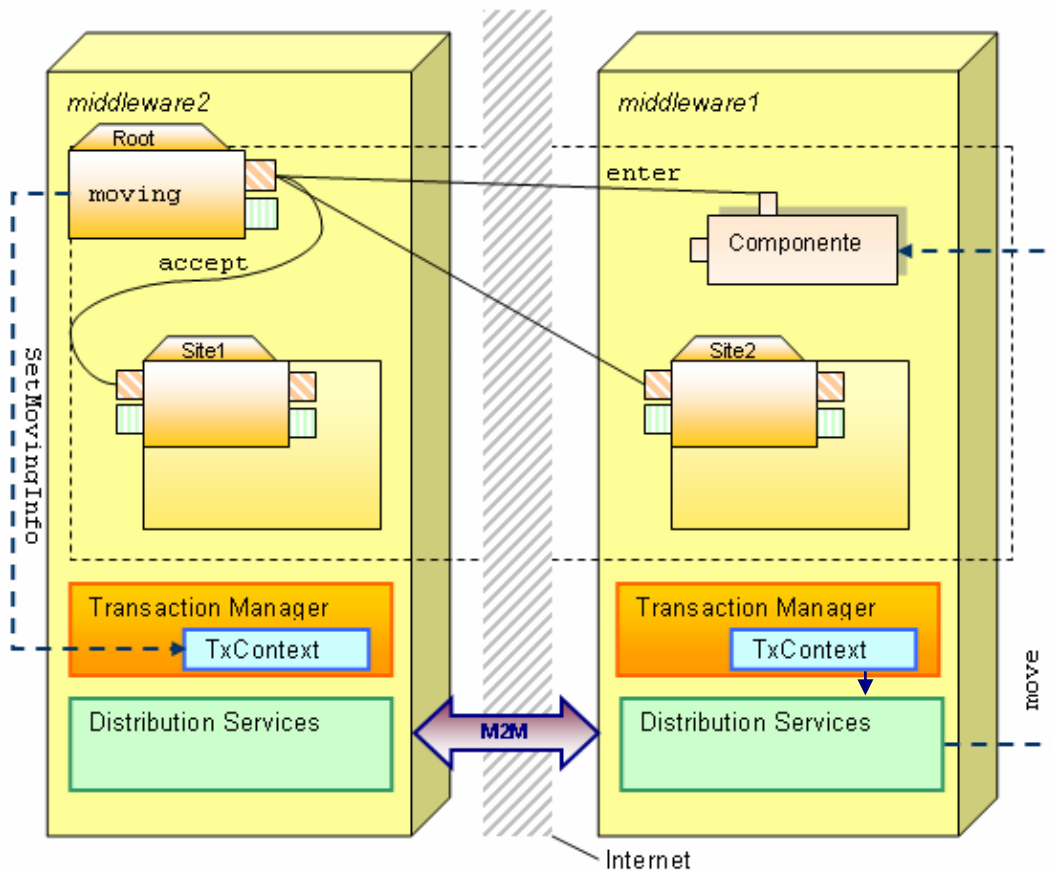 middleware2
middleware1
Root
moving
enter
Componente
accept
Site1
Site2
SetMovingInfo
Transaction Manager
TxContext
Transaction Manager
TxContext
move
Distribution Services
M2M
Distribution Services
Internet